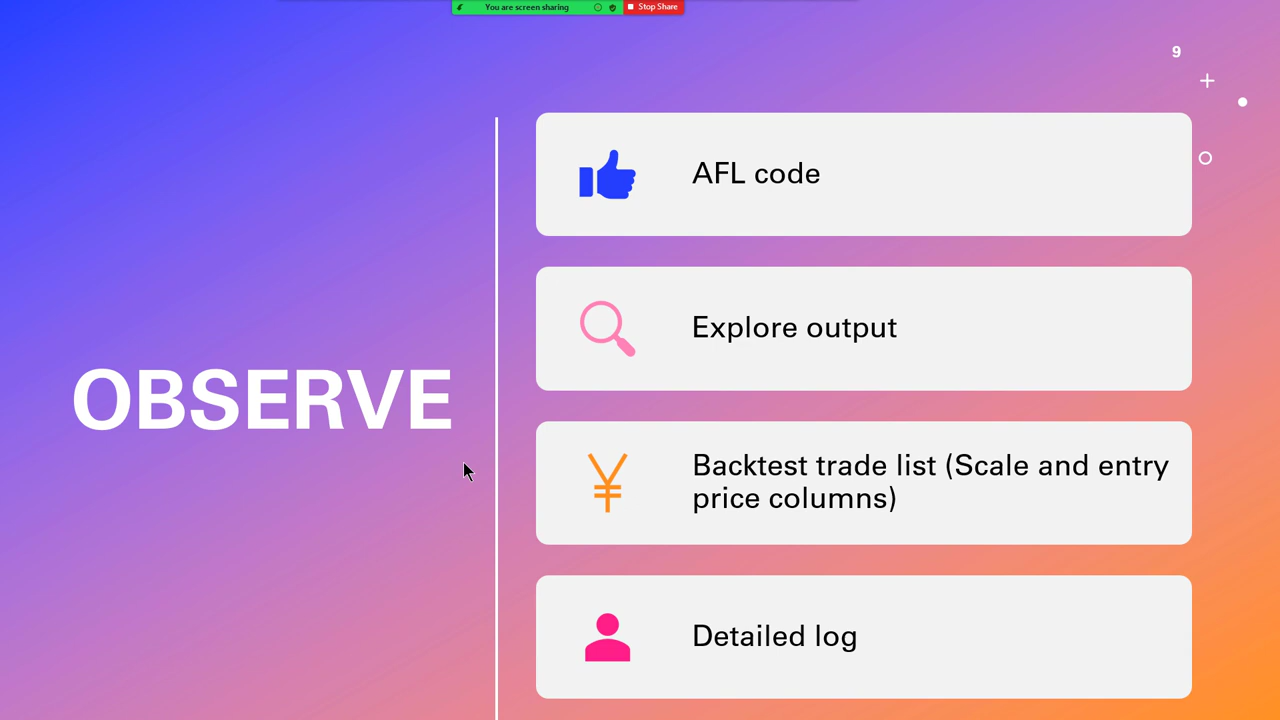 You are screen sharing
Stop Share
9
AFL code
Explore output
OBSERVE
Backtest trade list (Scale and entry
price columns)
Detailed log